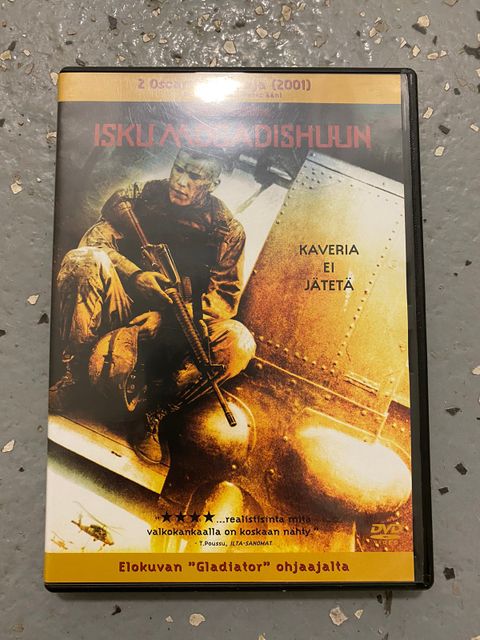 2 Oscar (2001)
ISKU MOGADISHUUN
KAVERIA
EI
JÄTETÄ
"★★★★...realistisinta mitä
valkokankaalla on koskaan nähty"
- T.Poussu, ILTA-SANOMAT
DVD
VIDEO
Elokuvan "Gladiator" ohjaajalta